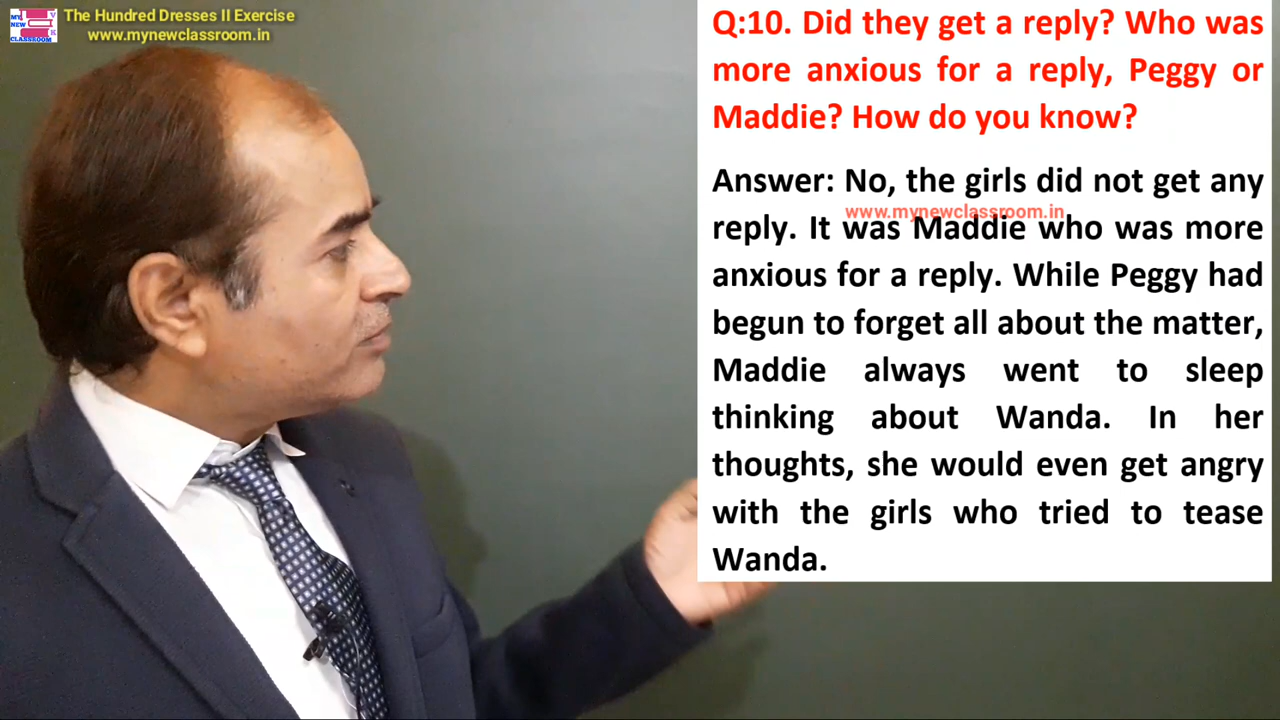 MY
NEW
CLASSROOM
V
K
The Hundred Dresses II Exercise
www.mynewclassroom.in
Q:10. Did they get a reply? Who was
more anxious for a reply, Peggy or
Maddie? How do you know?
Answer: No, the girls did not get any
www.mynewclassroom.in
reply. It was Maddie who was more
anxious for a reply. While Peggy had
begun to forget all about the matter,
Maddie always went to sleep
thinking about Wanda. In her
thoughts, she would even get angry
with the girls who tried to tease
Wanda.